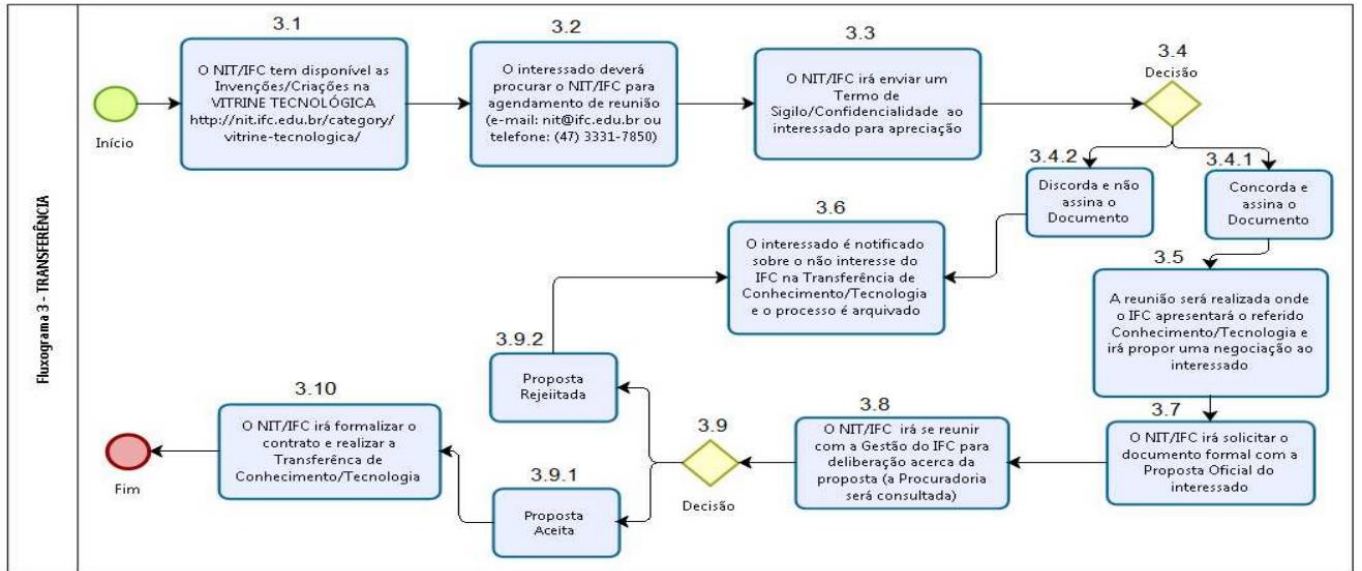 Fluxograma 3 - TRANSFERÊNCIA
Início
3.1
O NIT/IFC tem disponível as
Invenções/Criações na
VITRINE TECNOLÓGICA
http://nit.ifc.edu.br/category/
vitrine-tecnologica/
3.2
O interessado deverá
procurar o NIT/IFC para
agendamento de reunião
(e-mail: nit@ifc.edu.br ou
telefone: (47) 3331-7850)
3.3
O NIT/IFC irá enviar um
Termo de
Sigilo/Confidencialidade ao
interessado para apreciação
3.4
Decisão
3.4.2
Discorda e não
assina o
Documento
3.4.1
Concorda e
assina o
Documento
3.6
O interessado é notificado
sobre o não interesse do
IFC na Transferência de
Conhecimento/Tecnologia
e o processo é arquivado
3.5
A reunião será realizada onde
o IFC apresentará o referido
Conhecimento/Tecnologia e
irá propor uma negociação ao
interessado
3.7
O NIT/IFC irá solicitar o
documento formal com a
Proposta Oficial do
interessado
3.8
O NIT/IFC irá se reunir
com a Gestão do IFC para
deliberação acerca da
proposta (a Procuradoria
será consultada)
3.9
Decisão
3.9.2
Proposta
Rejeiitada
3.9.1
Proposta
Aceita
3.10
O NIT/IFC irá formalizar o
contrato e realizar a
Transferênca de
Conhecimento/Tecnologia
Fim